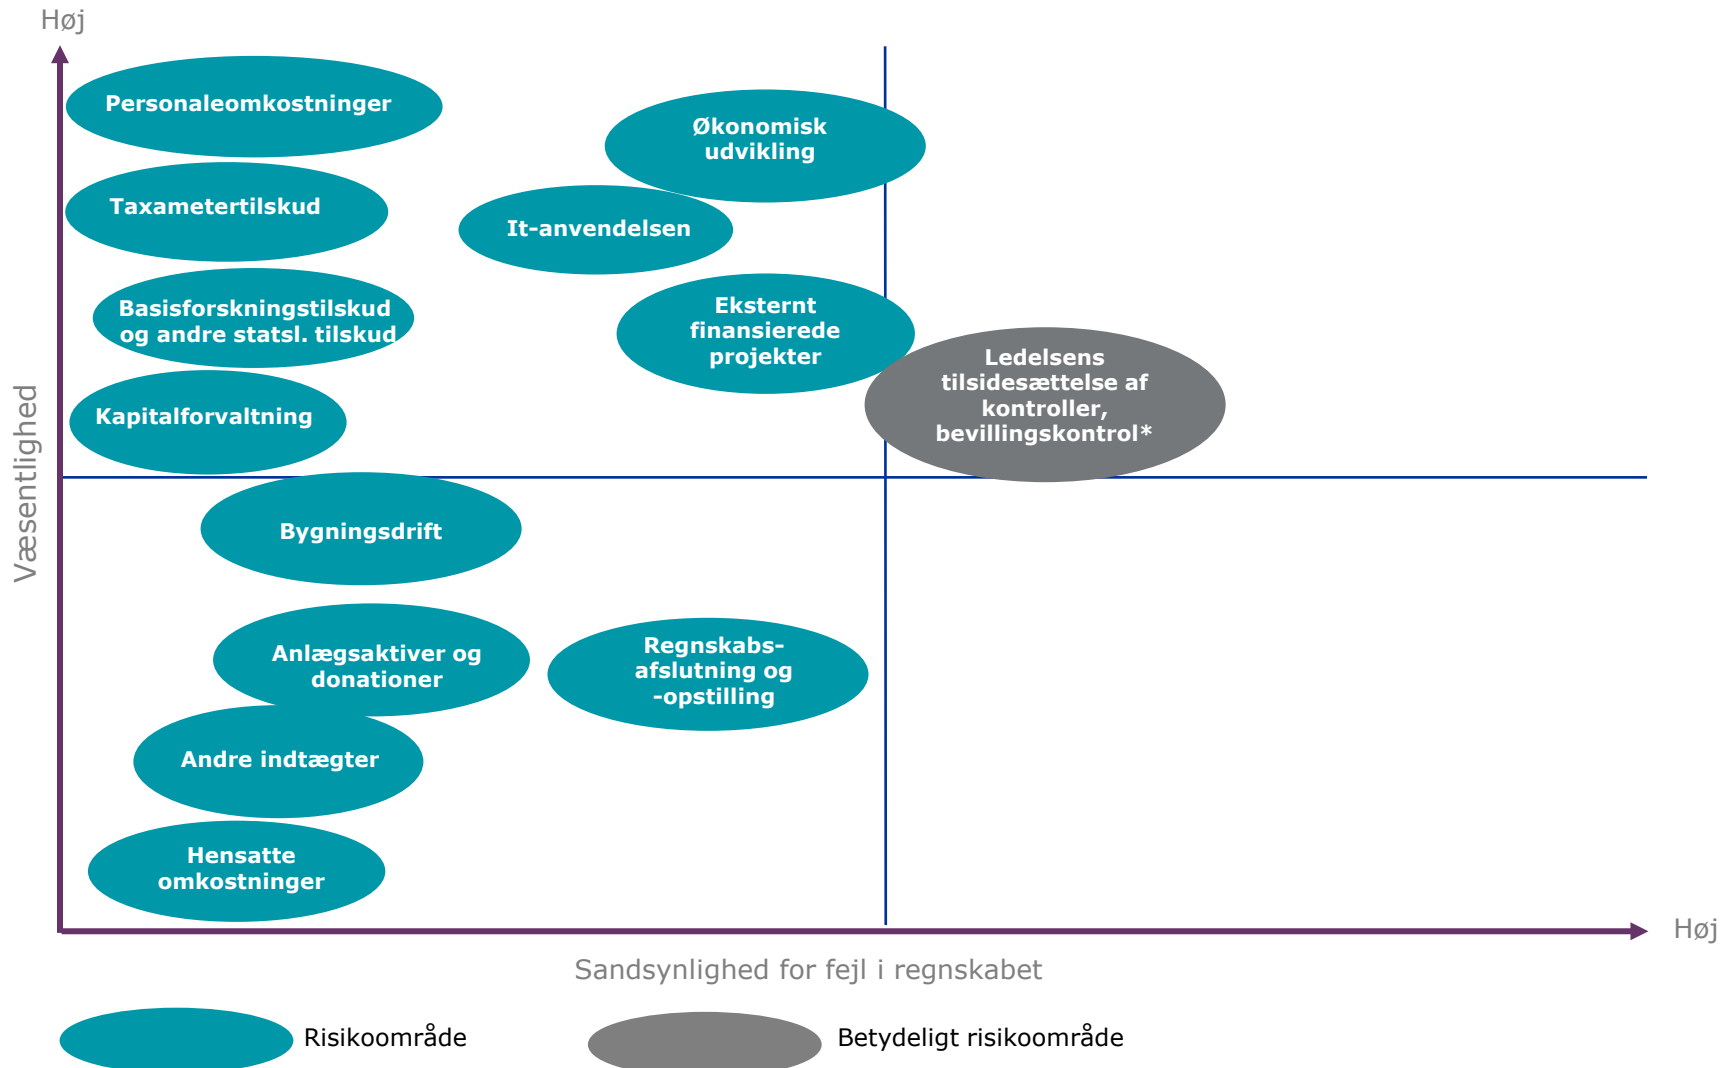 Høj
Personaleomkostninger
Økonomisk
udvikling
Taxametertilskud
It-anvendelsen
Basisforskningstilskud
og andre statsl. tilskud
Eksternt
finansierede
projekter
Ledelsens
tilsidesættelse af
kontroller,
bevillingskontrol*
Kapitalforvaltning
Væsentlighed
Bygningsdrift
Anlægsaktiver og
donationer
Regnskabs-
afslutning og
-opstilling
Andre indtægter
Hensatte
omkostninger
Høj
Sandsynlighed for fejl i regnskabet
Risikoområde
Betydeligt risikoområde